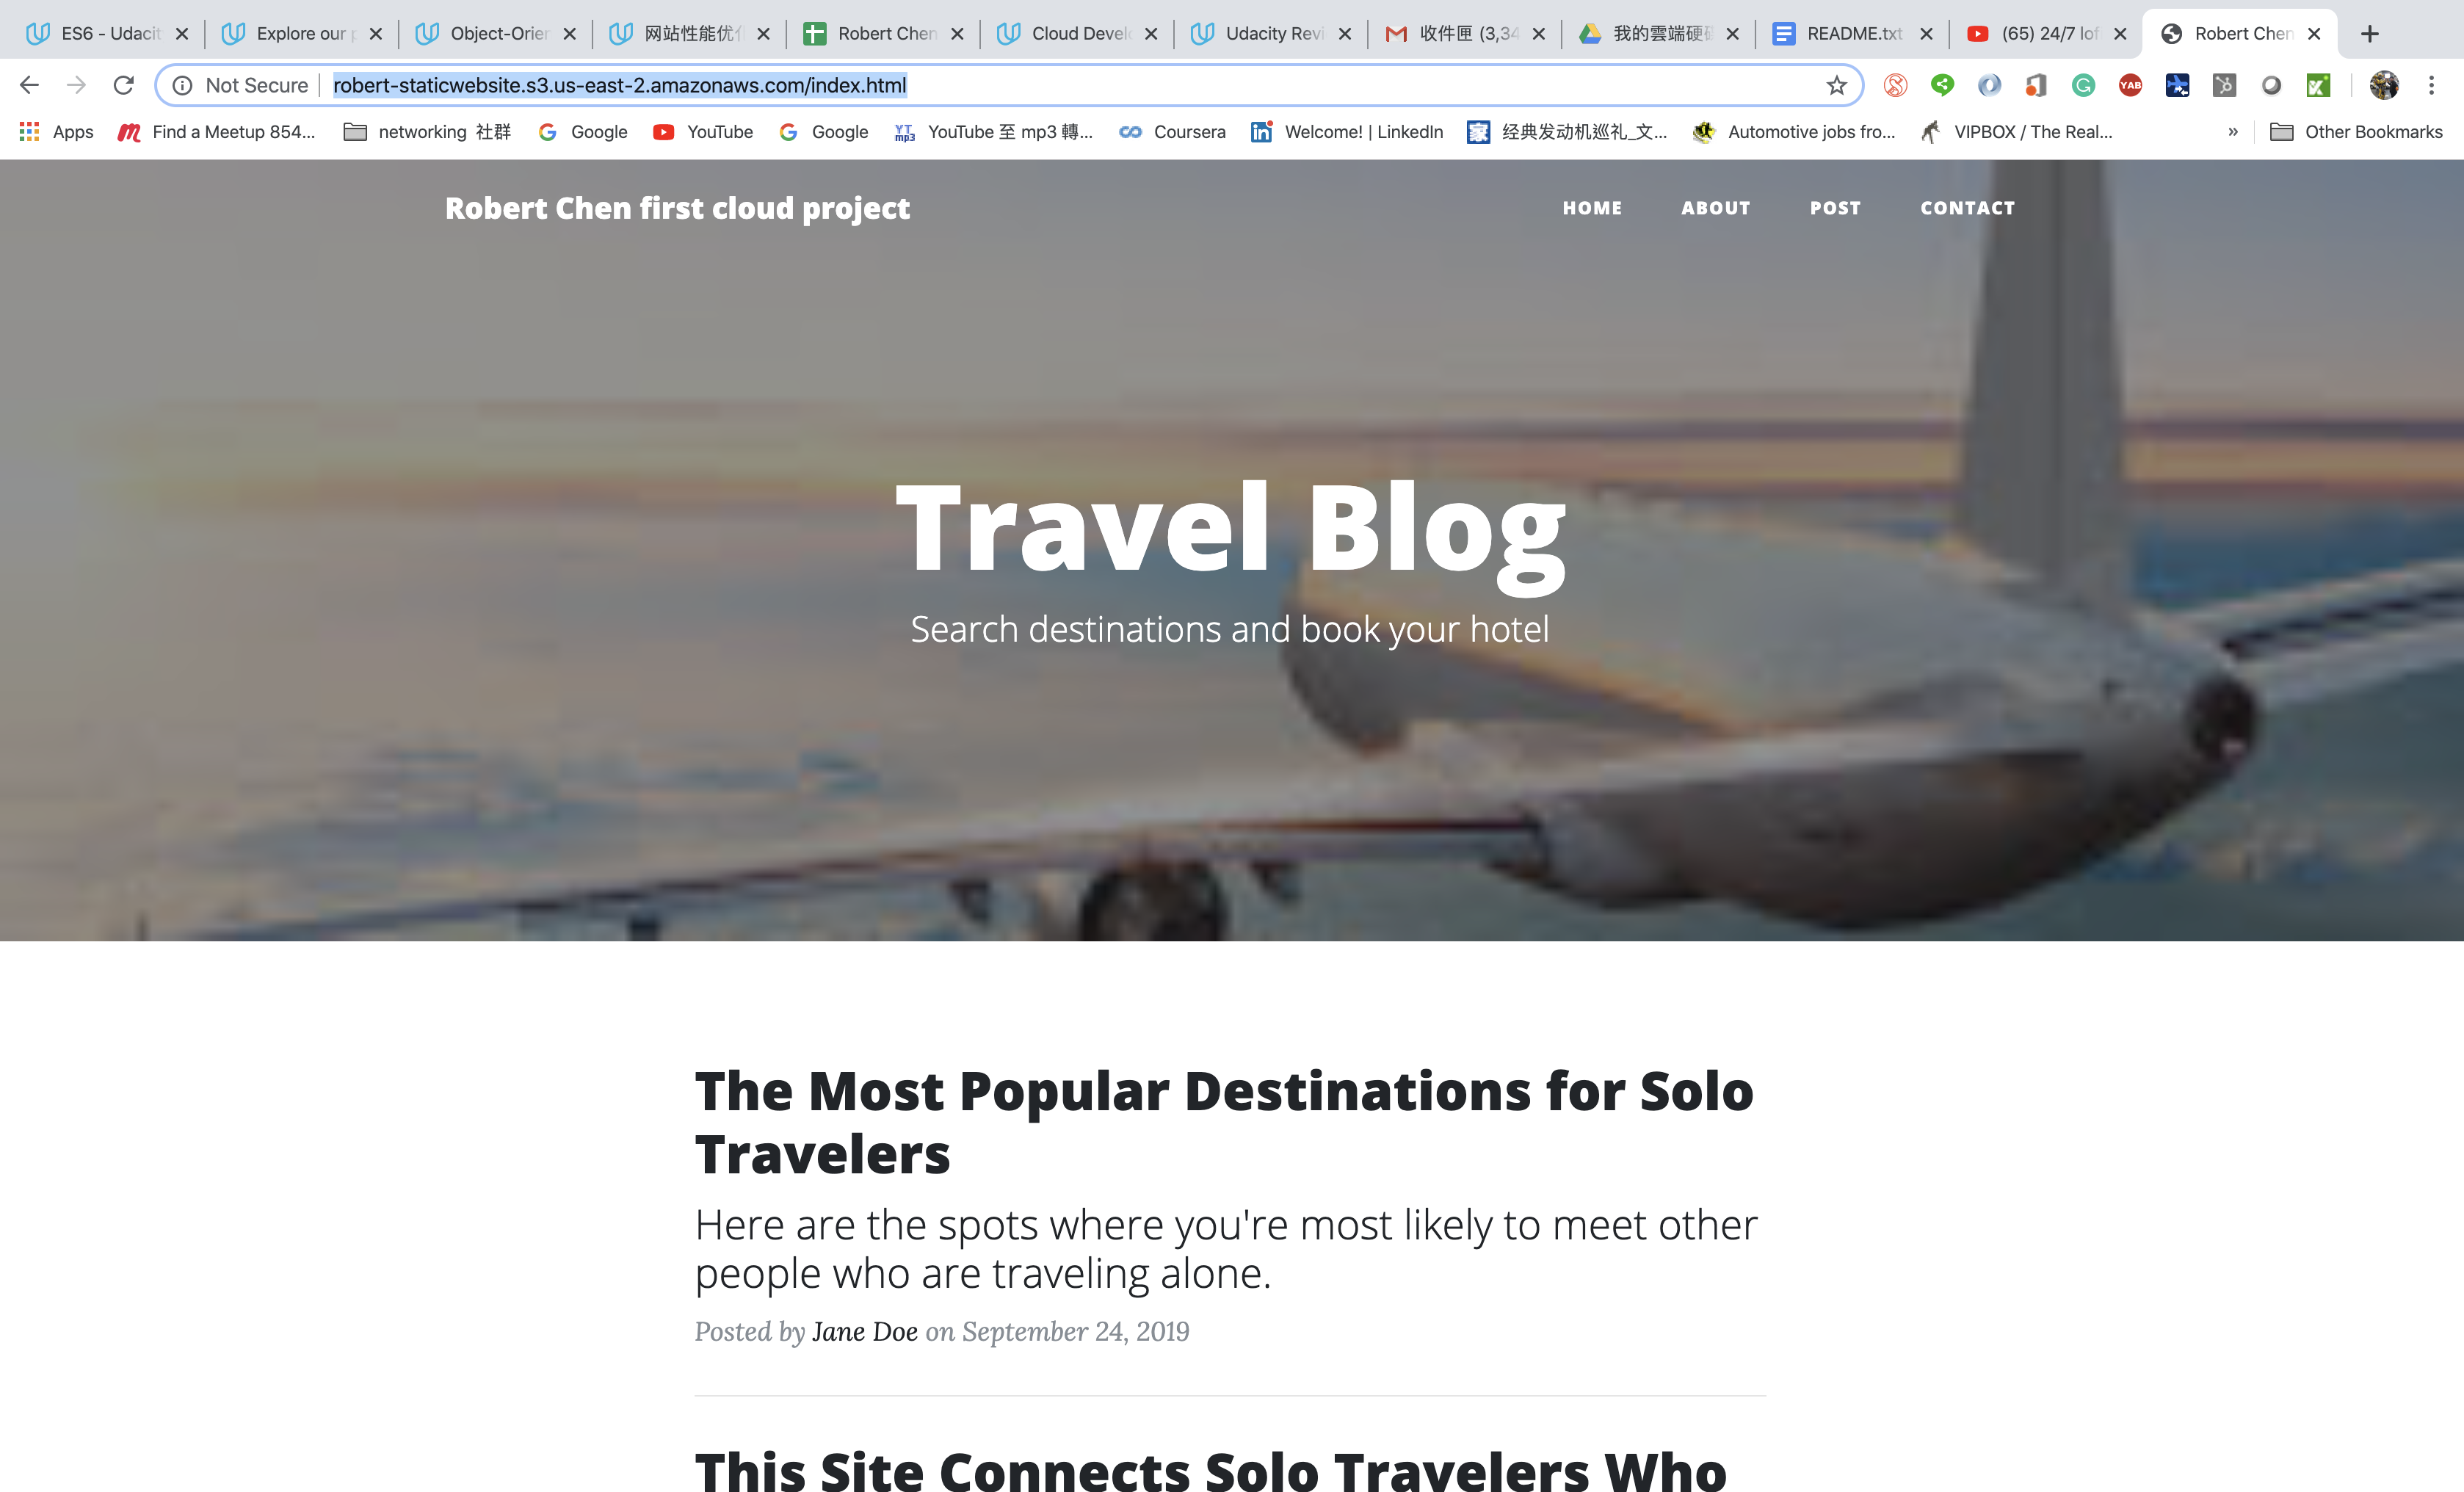 ES6 - Udacit
Explore our p
Object-Orier
网站性能优化
Robert Chen
Cloud Develo
Udacity Revi
收件匣 (3,34
我的雲端硬碟
README.txt
(65) 24/7 lof
Robert Chen
Not Secure
robert-staticwebsite.s3.us-east-2.amazonaws.com/index.html
YAB
Apps
Find a Meetup 854...
networking 社群
Google
YouTube
Google
YT mp3
YouTube 至 mp3 轉...
Coursera
Welcome! | LinkedIn
家
经典发动机巡礼_文...
Automotive jobs fro...
VIPBOX / The Real...
»
Other Bookmarks
Robert Chen first cloud project
HOME
ABOUT
POST
CONTACT
Travel Blog
Search destinations and book your hotel
The Most Popular Destinations for Solo
Travelers
Here are the spots where you're most likely to meet other
people who are traveling alone.
Posted by Jane Doe on September 24, 2019
This Site Connects Solo Travelers Who